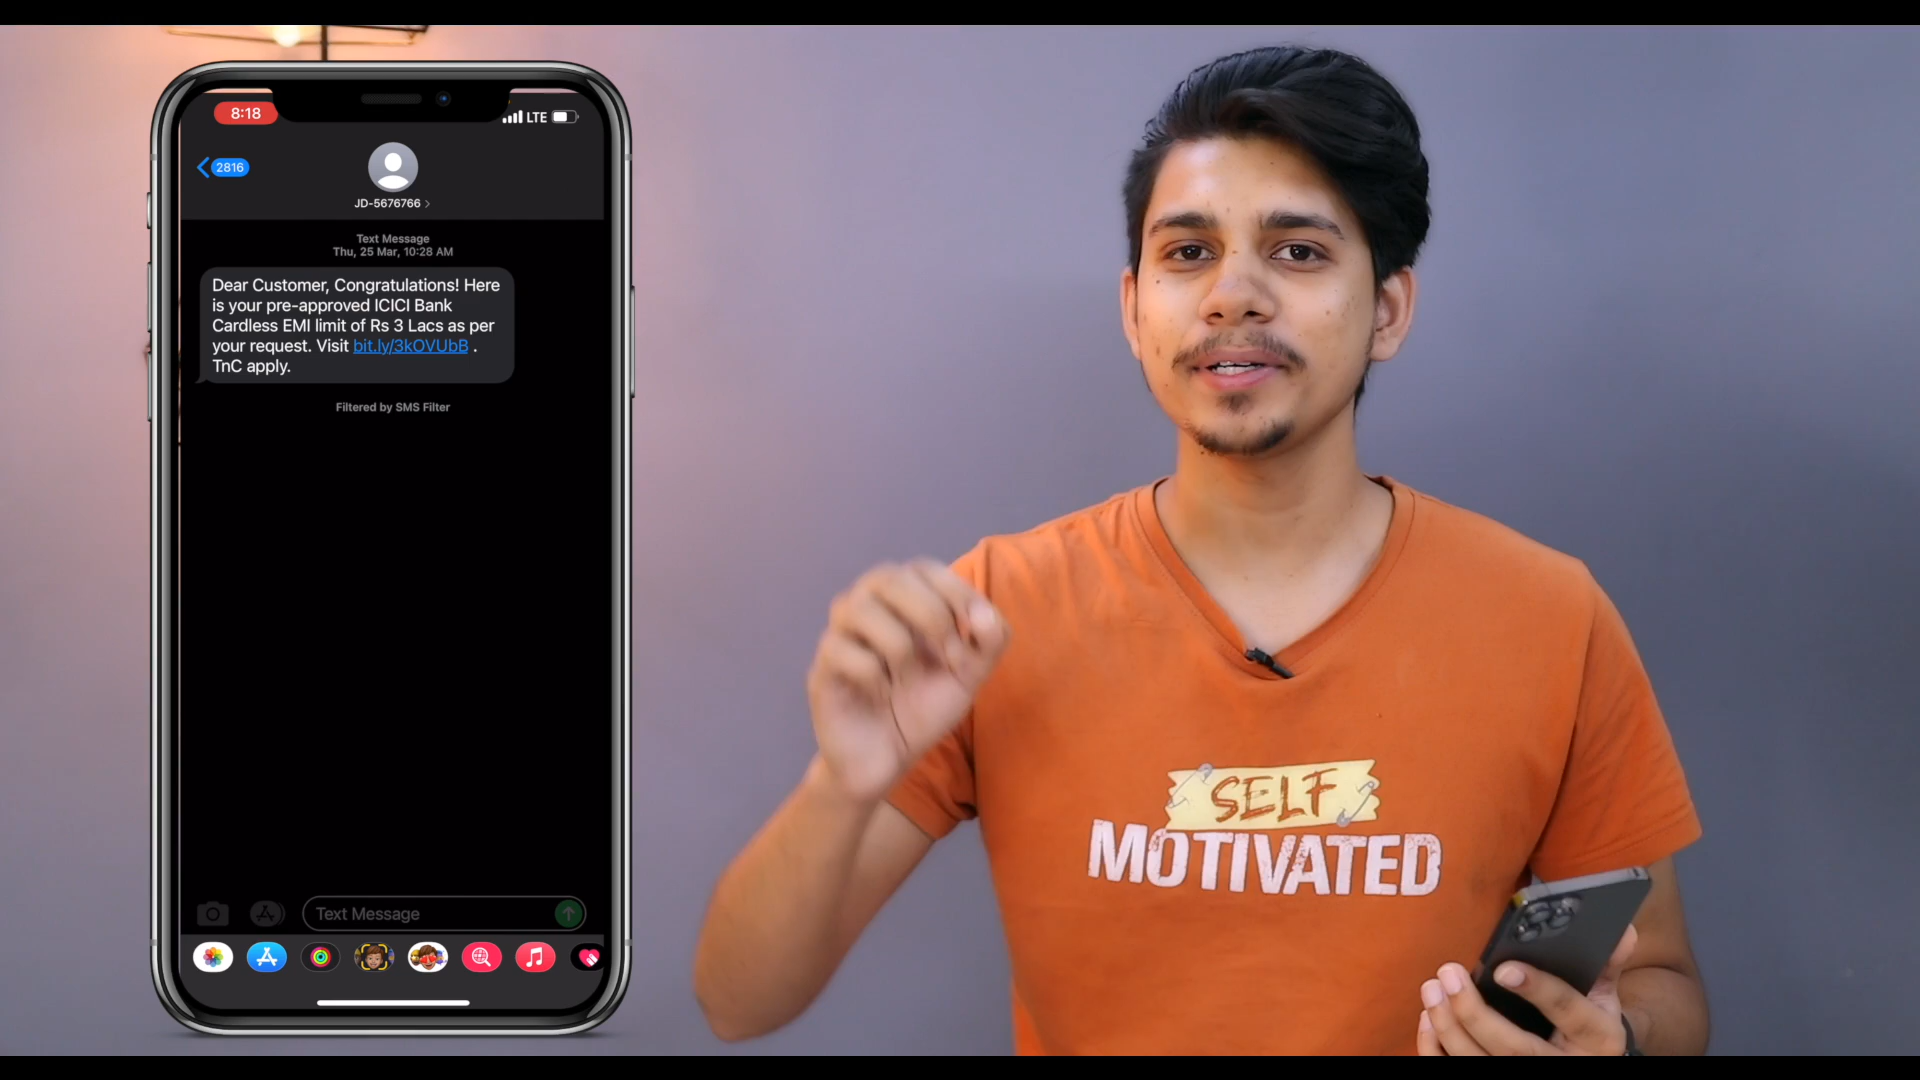 8:18
LTE
2816
JD-5676766
Text Message
Thu, 25 Mar, 10:28 AM
Dear Customer, Congratulations! Here
is your pre-approved ICICI Bank
Cardless EMI limit of Rs 3 Lacs as per
your request. Visit bit.ly/3kOVUbB .
TnC apply.
Filtered by SMS Filter
Text Message
SELF
MOTIVATED